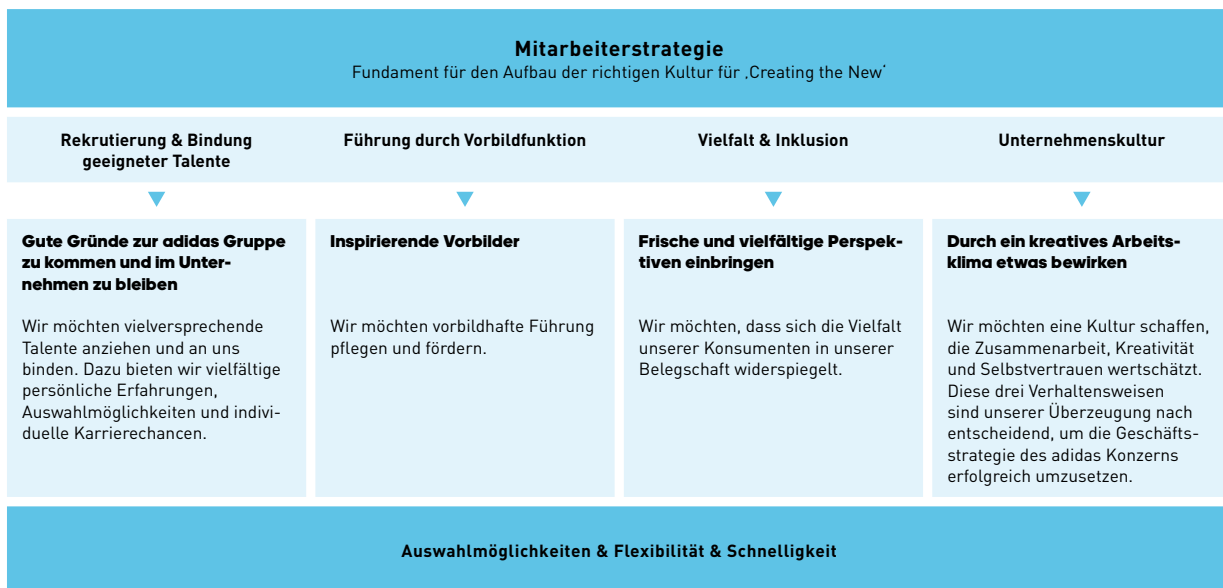 Mitarbeiterstrategie
Fundament für den Aufbau der richtigen Kultur für ‚Creating the New‘
Rekrutierung & Bindung
geeigneter Talente
Führung durch Vorbildfunktion
Vielfalt & Inklusion
Unternehmenskultur
Gute Gründe zur adidas Gruppe
zu kommen und im Unter-
nehmen zu bleiben
Wir möchten vielversprechende
Talente anziehen und an uns
binden. Dazu bieten wir vielfältige
persönliche Erfahrungen,
Auswahlmöglichkeiten und indivi-
duelle Karrierechancen.
Inspirierende Vorbilder
Wir möchten vorbildhafte Führung
pflegen und fördern.
Frische und vielfältige Perspek-
tiven einbringen
Wir möchten, dass sich die Vielfalt
unserer Konsumenten in unserer
Belegschaft widerspiegelt.
Durch ein kreatives Arbeits-
klima etwas bewirken
Wir möchten eine Kultur schaffen,
die Zusammenarbeit, Kreativität
und Selbstvertrauen wertschätzt.
Diese drei Verhaltensweisen
sind unserer Überzeugung nach
entscheidend, um die Geschäfts-
strategie des adidas Konzerns
erfolgreich umzusetzen.
Auswahlmöglichkeiten & Flexibilität & Schnelligkeit